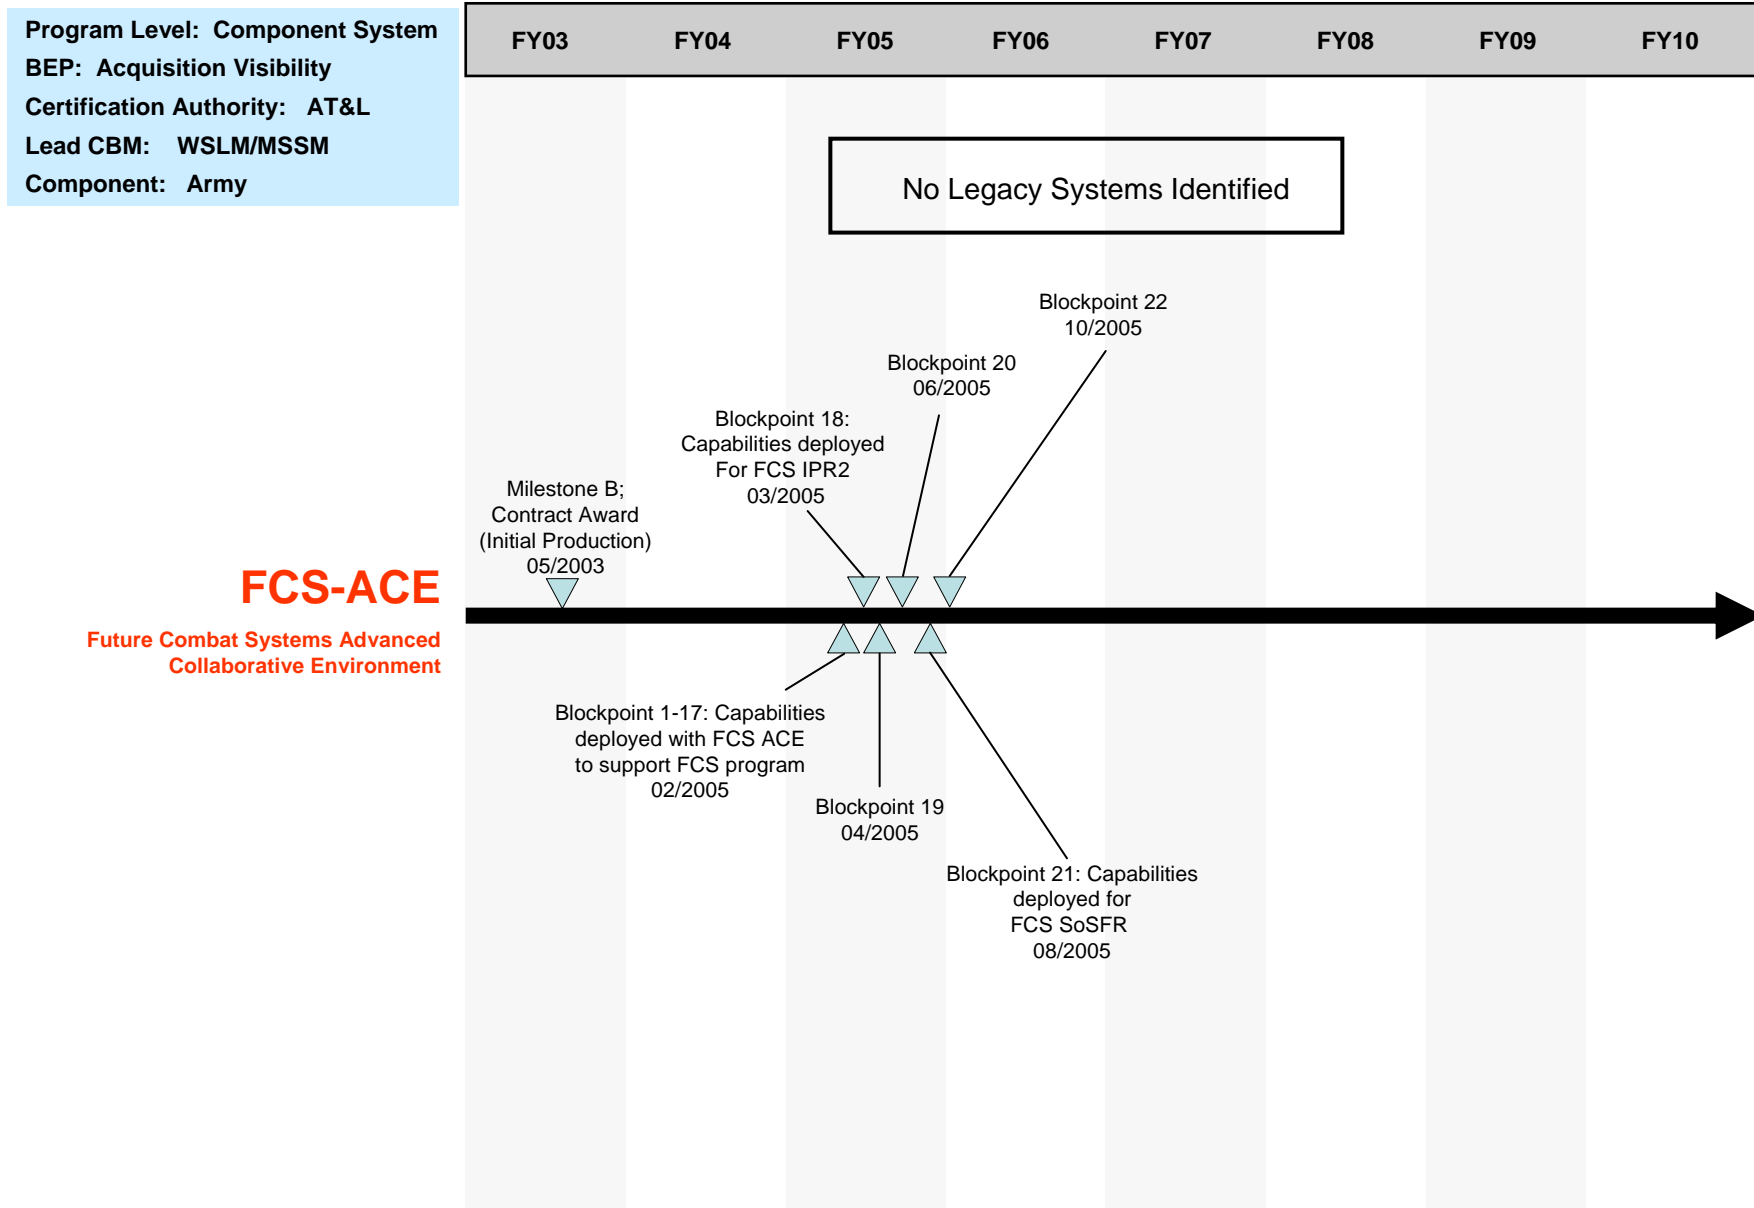 Program Level: Component System
BEP: Acquisition Visibility
Certification Authority: AT&L
Lead CBM: WSLM/MSSM
Component: Army
FY03 FY04 FY05 FY06 FY07 FY08 FY09 FY10
No Legacy Systems Identified
Blockpoint 22
10/2005
Blockpoint 20
06/2005
Blockpoint 18:
Capabilities deployed
For FCS IPR2
03/2005
Milestone B;
Contract Award
(Initial Production)
05/2003
FCS-ACE
Future Combat Systems Advanced
Collaborative Environment
Blockpoint 1-17: Capabilities
deployed with FCS ACE
to support FCS program
02/2005
Blockpoint 19
04/2005
Blockpoint 21: Capabilities
deployed for
FCS SoSFR
08/2005